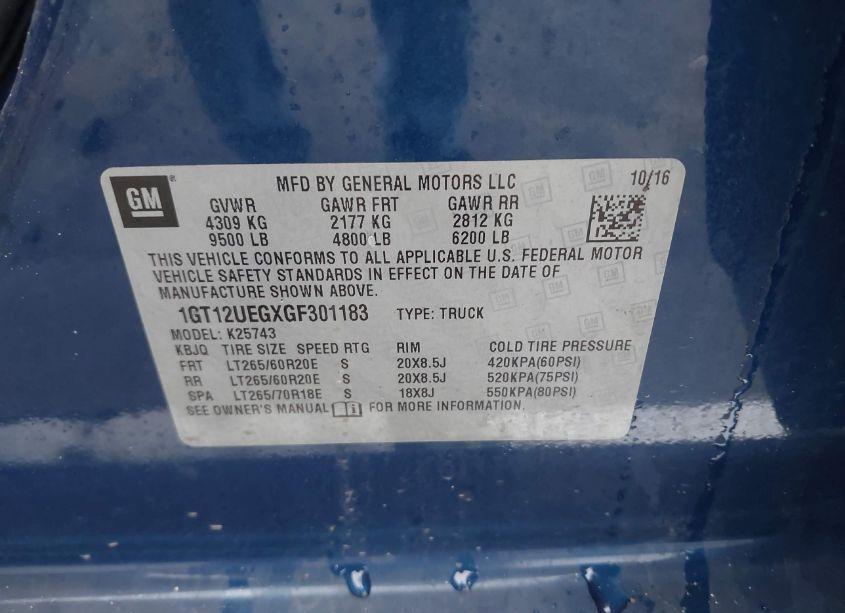 GM
MFD BY GENERAL MOTORS LLC 10/16
GVWR GAWR FRT GAWR RR
4309 KG 2177 KG 2812 KG
9500 LB 4800 LB 6200 LB
THIS VEHICLE CONFORMS TO ALL APPLICABLE U.S. FEDERAL MOTOR
VEHICLE SAFETY STANDARDS IN EFFECT ON THE DATE OF
MANUFACTURE SHOWN ABOVE.
1GT12UEGXGF301183 TYPE: TRUCK
MODEL: K25743
KBJQ TIRE SIZE SPEED RTG RIM COLD TIRE PRESSURE
FRT LT265/60R20E S 20X8.5J 420KPA(60PSI)
RR LT265/60R20E S 20X8.5J 520KPA(75PSI)
SPA LT265/70R18E S 18X8J 550KPA(80PSI)
SEE OWNER'S MANUAL FOR MORE INFORMATION.